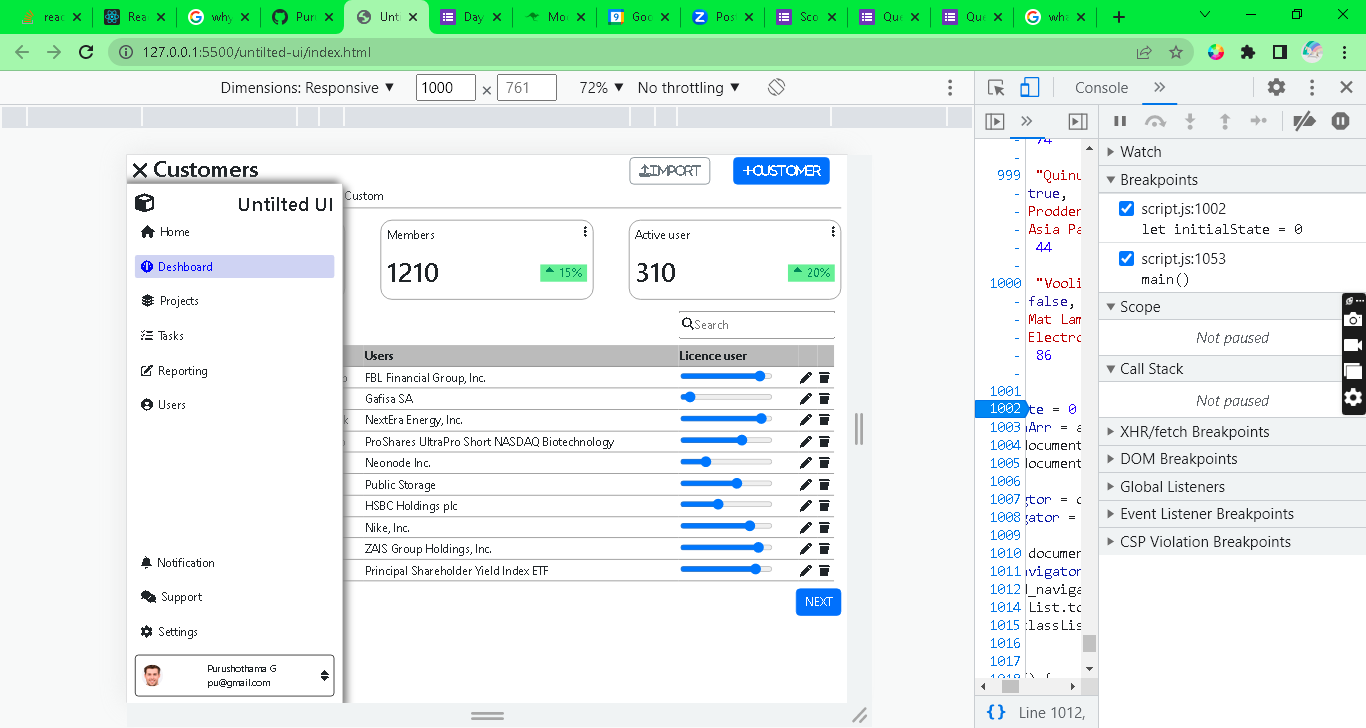 reac
Rea
why
Pur
Unti
Day
Mo
Goo
Post
Sco
Que
Que
wha
127.0.0.1:5500/untilted-ui/index.html
Dimensions: Responsive
1000 × 761
72%
No throttling
Console
Customers
IMPORT
+CUSTOMER
Untilted UI
Custom
Home
Deshboard
Projects
Tasks
Reporting
Users
Members
1210
15%
Active user
310
20%
Search
Users
Licence user
FBL Financial Group, Inc.
Gafisa SA
NextEra Energy, Inc.
ProShares UltraPro Short NASDAQ Biotechnology
Neonode Inc.
Public Storage
HSBC Holdings plc
Nike, Inc.
ZAIS Group Holdings, Inc.
Principal Shareholder Yield Index ETF
NEXT
Notification
Support
Settings
Purushothama G
pu@gmail.com
74
-
999 "Quinu
- true,
- Prodder
- Asia Pa
- 44
-
1000 "Vooli
- false,
- Mat Lam
- Electro
- 86
-
1001
1002 te = 0
1003 nArr = a
1004 document
1005 document
1006
1007 gtor = d
1008 gator =
1009
1010 document
1011 avigator
1012 d_naviga
1014 List.to
1015 classLis
1016
1017
1018 () {
{} Line 1012,
Watch
Breakpoints
script.js:1002
let initialState = 0
script.js:1053
main()
Scope
Not paused
Call Stack
Not paused
XHR/fetch Breakpoints
DOM Breakpoints
Global Listeners
Event Listener Breakpoints
CSP Violation Breakpoints